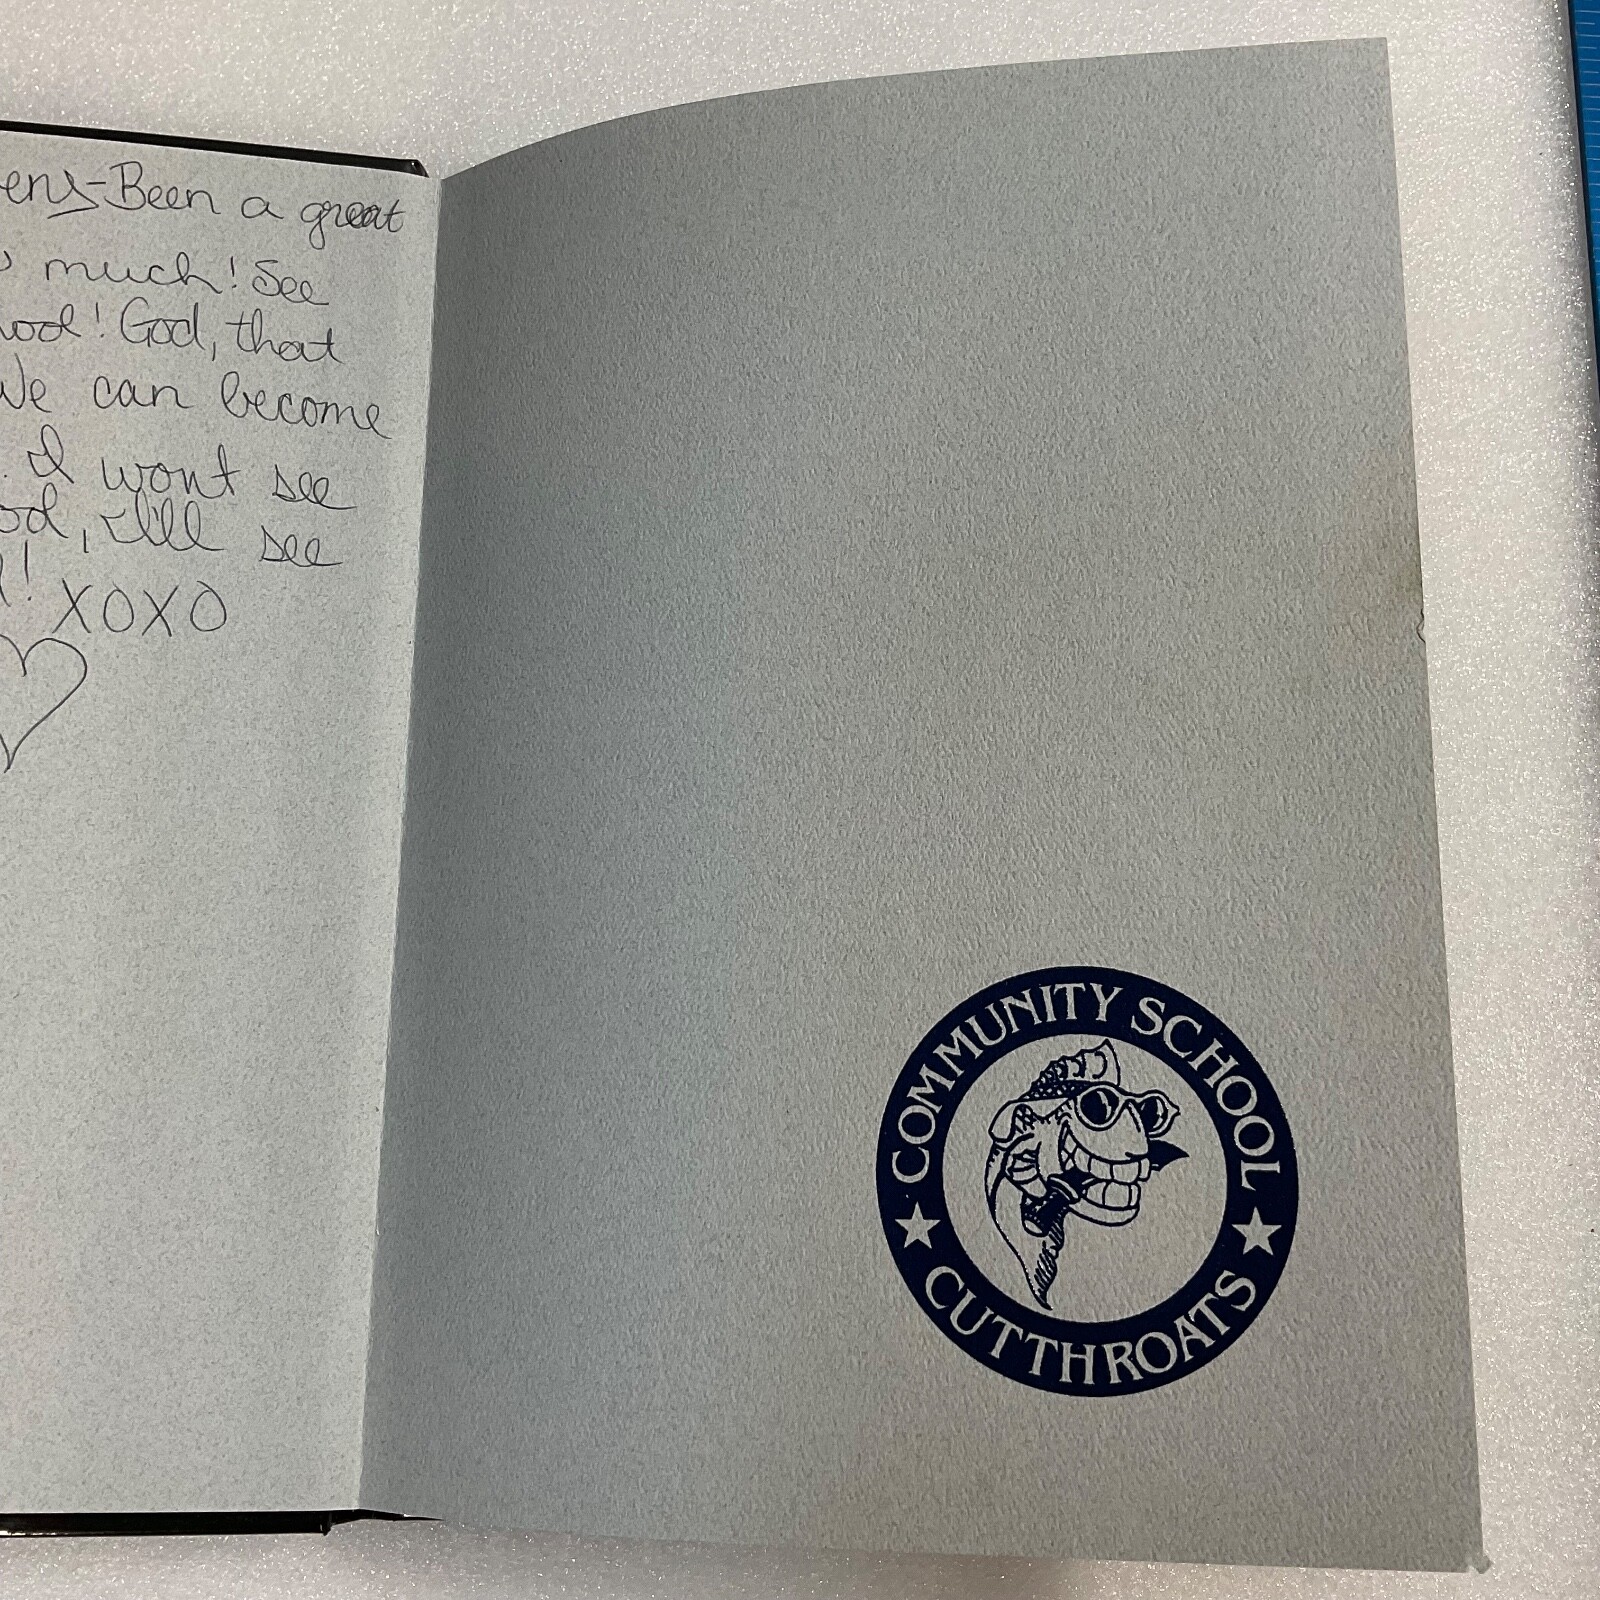 Been a great
much! See
God, that
We can become
I wont see
I'll see
XOXO
COMMUNITY SCHOOL
CUTTHROATS